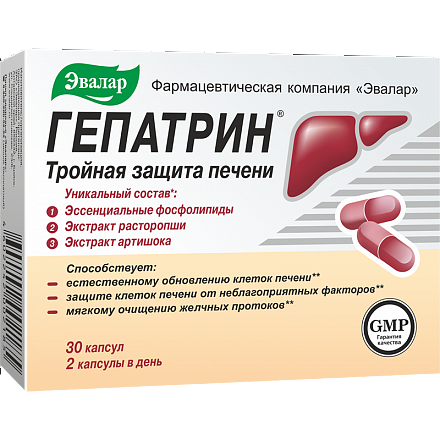 Эвалар
Фармацевтическая компания «Эвалар»
ГЕПАТРИН®
Тройная защита печени
Уникальный состав*:
1 Эссенциальные фосфолипиды
2 Экстракт расторопши
3 Экстракт артишока
Способствует:
– естественному обновлению клеток печени**
– защите клеток печени от неблагоприятных факторов**
– мягкому очищению желчных протоков**
30 капсул
2 капсулы в день
GMP
Гарантия
качества